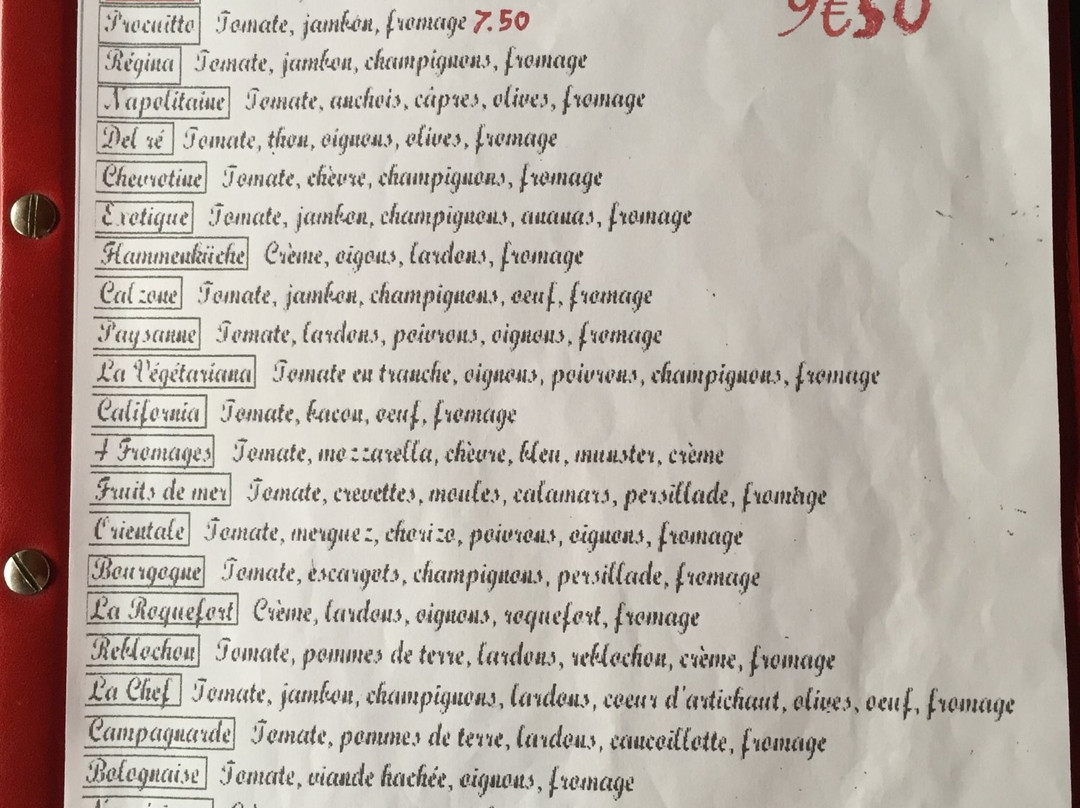 9€50
Procuitto Tomate, jambon, fromage 7.50
Régina Tomate, jambon, champignons, fromage
Napolitaine Tomate, anchois, câpres, olives, fromage
Del ré Tomate, thon, oignons, olives, fromage
Chevrotine Tomate, chèvre, champignons, fromage
Exotique Tomate, jambon, champignons, ananas, fromage
Flammenküche Crème, oigons, lardons, fromage
Calzone Tomate, jambon, champignons, oeuf, fromage
Paysanne Tomate, lardons, poivrons, oignons, fromage
La Végétariana Tomate en tranche, oignons, poivrons, champignons, fromage
California Tomate, bacon, oeuf, fromage
4 Fromages Tomate, mozzarella, chèvre, bleu, munster, crème
Fruits de mer Tomate, crevettes, moules, calamars, persillade, fromage
Orientale Tomate, merguez, chorizo, poivrons, oignons, fromage
Bourgogne Tomate, escargots, champignons, persillade, fromage
La Roquefort Crème, lardons, oignons, roquefort, fromage
Reblochon Tomate, pommes de terre, lardons, reblochon, crème, fromage
La Chef Tomate, jambon, champignons, lardons, coeur d'artichaut, olives, oeuf, fromage
Campagnarde Tomate, pommes de terre, lardons, cancoillotte, fromage
Bolognaise Tomate, viande hachée, oignons, fromage